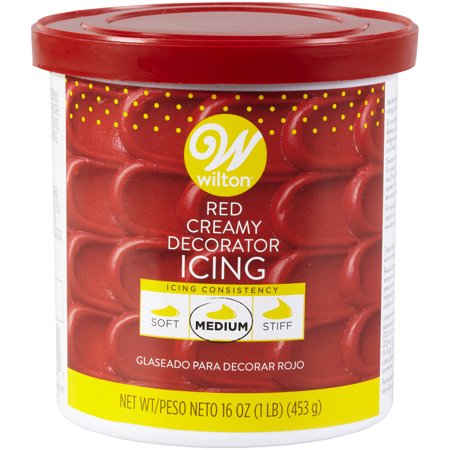 W
wilton
RED
CREAMY
DECORATOR
ICING
ICING CONSISTENCY
SOFT MEDIUM STIFF
GLASEADO PARA DECORAR ROJO
NET WT/PESO NETO 16 OZ (1 LB) (453 g)